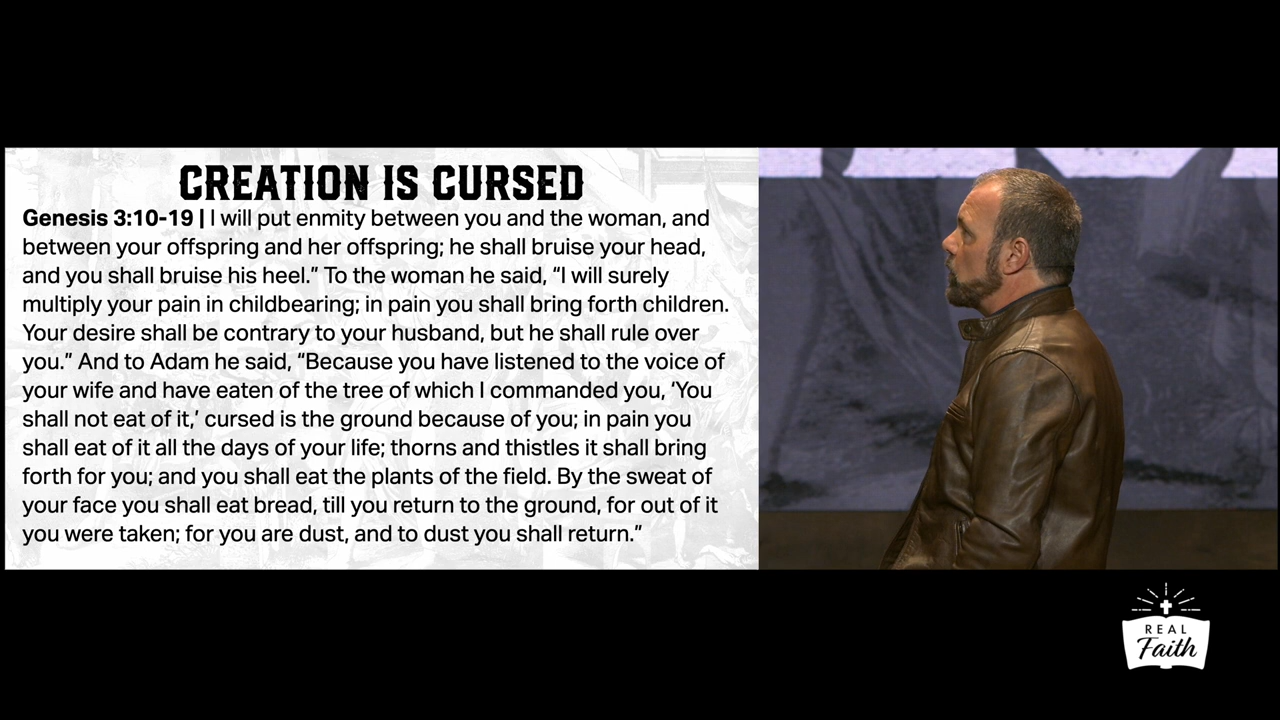 CREATION IS CURSED
Genesis 3:10-19 | I will put enmity between you and the woman, and
between your offspring and her offspring; he shall bruise your head,
and you shall bruise his heel.” To the woman he said, “I will surely
multiply your pain in childbearing; in pain you shall bring forth children.
Your desire shall be contrary to your husband, but he shall rule over
you.” And to Adam he said, “Because you have listened to the voice of
your wife and have eaten of the tree of which I commanded you, ‘You
shall not eat of it,’ cursed is the ground because of you; in pain you
shall eat of it all the days of your life; thorns and thistles it shall bring
forth for you; and you shall eat the plants of the field. By the sweat of
your face you shall eat bread, till you return to the ground, for out of it
you were taken; for you are dust, and to dust you shall return.”
REAL
Faith